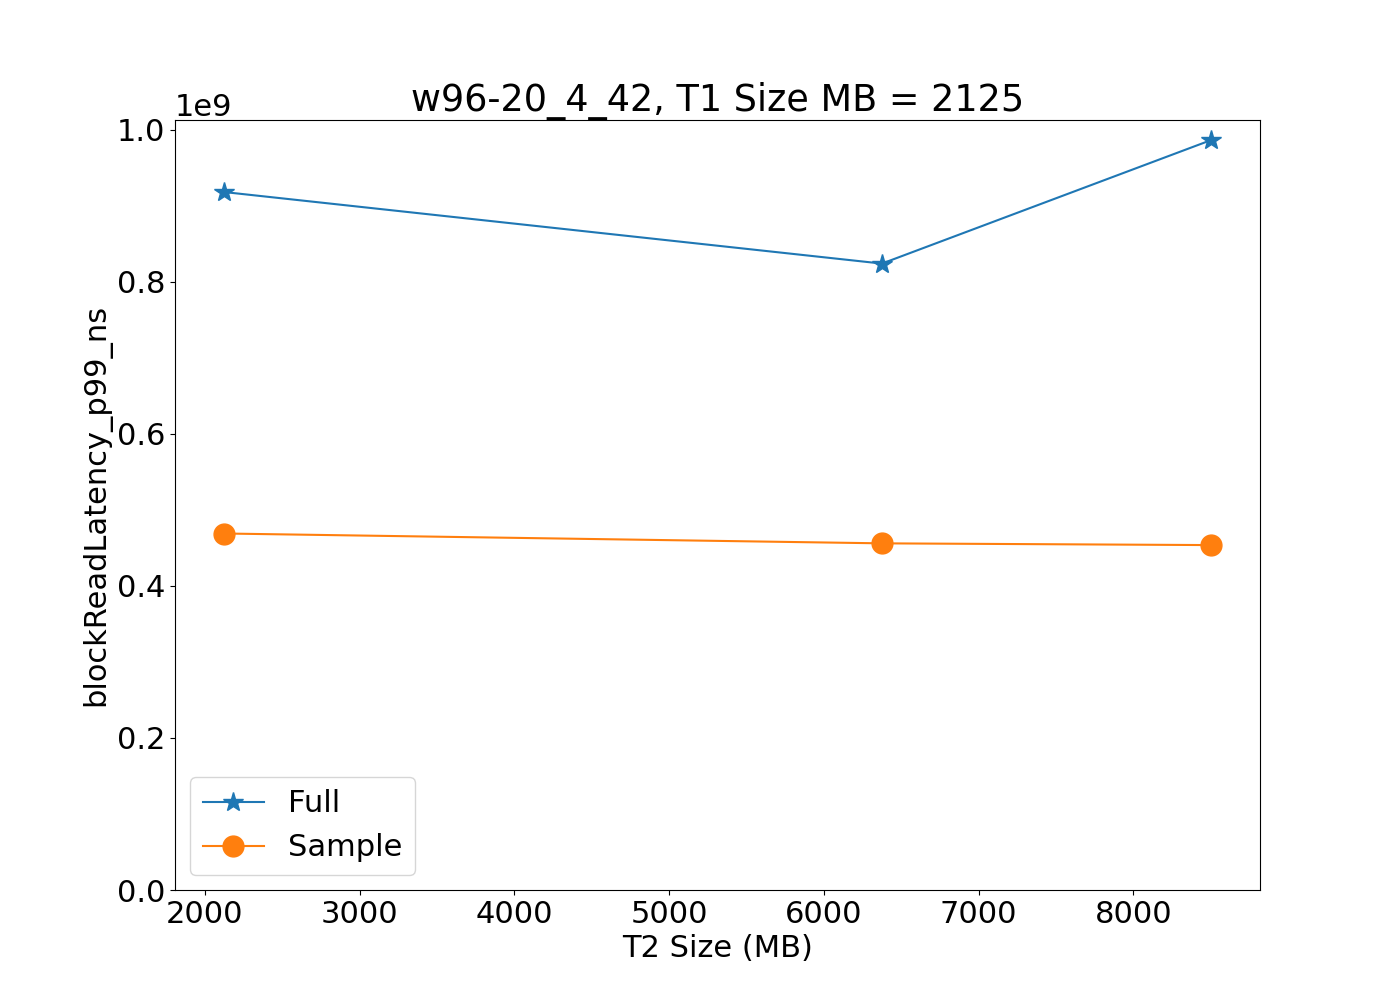 w96-20_4_42, T1 Size MB = 2125
1e9
1.0
0.8
0.6
0.4
0.2
0.0
blockReadLatency_p99_ns
Full
Sample
2000 3000 4000 5000 6000 7000 8000
T2 Size (MB)